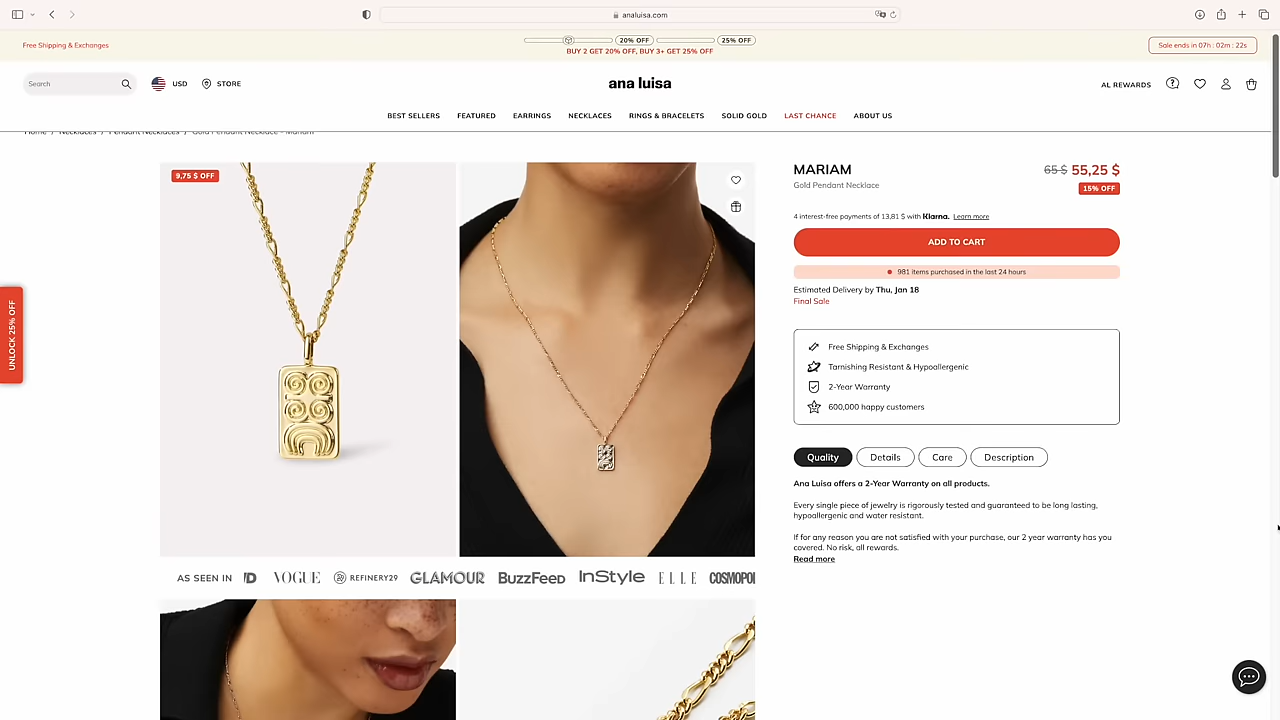 analuisa.com
Free Shipping & Exchanges
20% OFF
25% OFF
BUY 2 GET 20% OFF, BUY 3+ GET 25% OFF
Sale ends in 07h : 02m : 22s
Search
USD
STORE
ana luisa
AL REWARDS
BEST SELLERS
FEATURED
EARRINGS
NECKLACES
RINGS & BRACELETS
SOLID GOLD
LAST CHANCE
ABOUT US
Home / Necklaces / Pendant Necklaces / Gold Pendant Necklace - Mariam
9,75 $ OFF
MARIAM
65 $ 55,25 $
Gold Pendant Necklace
15% OFF
4 interest-free payments of 13,81 $ with Klarna. Learn more
ADD TO CART
981 items purchased in the last 24 hours
Estimated Delivery by Thu, Jan 18
Final Sale
UNLOCK 25% OFF
Free Shipping & Exchanges
Tarnishing Resistant & Hypoallergenic
2-Year Warranty
600,000 happy customers
Quality
Details
Care
Description
Ana Luisa offers a 2-Year Warranty on all products.
Every single piece of jewelry is rigorously tested and guaranteed to be long lasting,
hypoallergenic and water resistant.
If for any reason you are not satisfied with your purchase, our 2 year warranty has you
covered. No risk, all rewards.
Read more
AS SEEN IN
VOGUE
REFINERY29
GLAMOUR
BuzzFeed
InStyle
ELLE
COSMOPOL